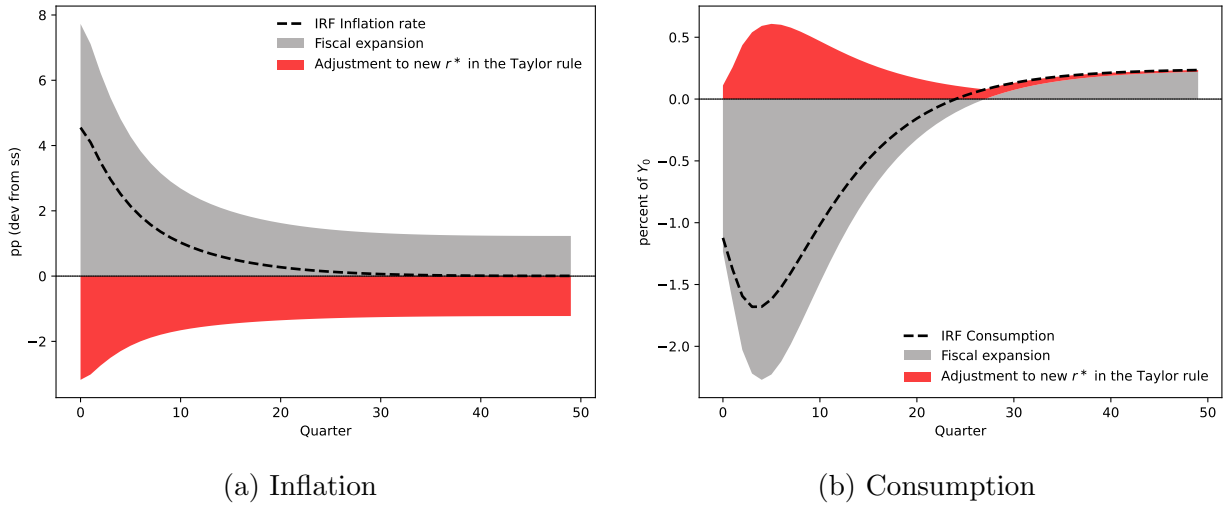 8
6
4
2
0
−2
pp (dev from ss)
IRF Inflation rate
Fiscal expansion
Adjustment to new r* in the Taylor rule
0
10
20
30
40
50
Quarter
(a) Inflation
0.5
0.0
−0.5
−1.0
−1.5
−2.0
percent of Y₀
IRF Consumption
Fiscal expansion
Adjustment to new r* in the Taylor rule
0
10
20
30
40
50
Quarter
(b) Consumption